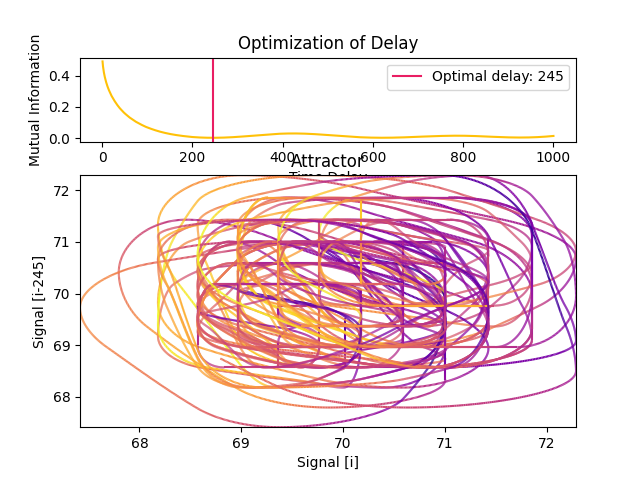 Optimization of Delay
Mutual Information
0.4
0.2
0.0
Optimal delay: 245
0 200 400 600 800 1000
Attractor
Signal [i-245]
72
71
70
69
68
68 69 70 71 72
Signal [i]